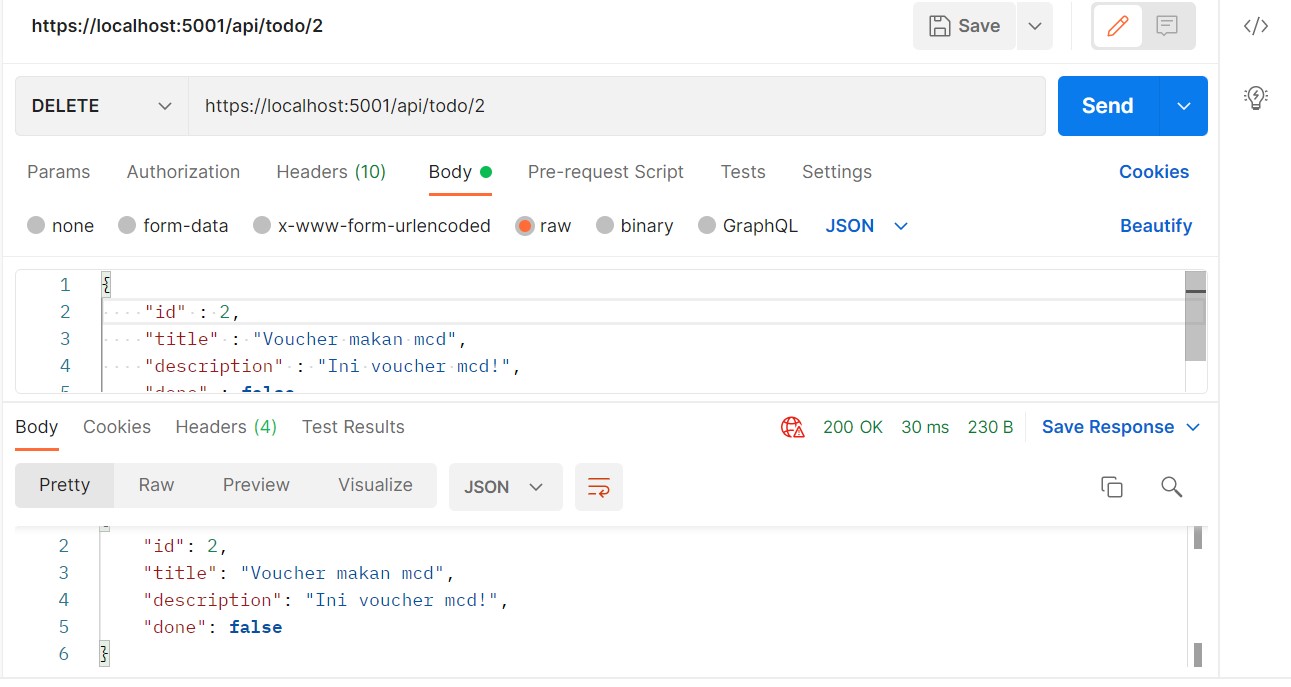 https://localhost:5001/api/todo/2
Save
DELETE
https://localhost:5001/api/todo/2
Send
Params Authorization Headers (10) Body Pre-request Script Tests Settings Cookies
none form-data x-www-form-urlencoded raw binary GraphQL JSON Beautify
1 {
2 "id" : 2,
3 "title" : "Voucher makan mcd",
4 "description" : "Ini voucher mcd!",
5 "done" : false
Body Cookies Headers (4) Test Results 200 OK 30 ms 230 B Save Response
Pretty Raw Preview Visualize JSON
2 "id": 2,
3 "title": "Voucher makan mcd",
4 "description": "Ini voucher mcd!",
5 "done": false
6 }